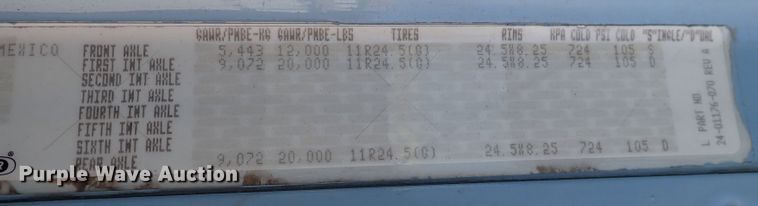 GAWR/PNBE-KG GAWR/PNBE-LBS TIRES RIMS KPA COLD PSI COLD "S"INGLE/"D"UAL
MEXICO FRONT AXLE 5,443 12,000 11R24.5(G) 24.5X8.25 724 105 S
FIRST INT AXLE 9,072 20,000 11R24.5(G) 24.5X8.25 724 105 D
SECOND INT AXLE
THIRD INT AXLE
FOURTH INT AXLE
FIFTH INT AXLE
SIXTH INT AXLE
REAR AXLE 9,072 20,000 11R24.5(G) 24.5X8.25 724 105 D
L PART NO.
24-01176-070 REV A
Purple Wave Auction